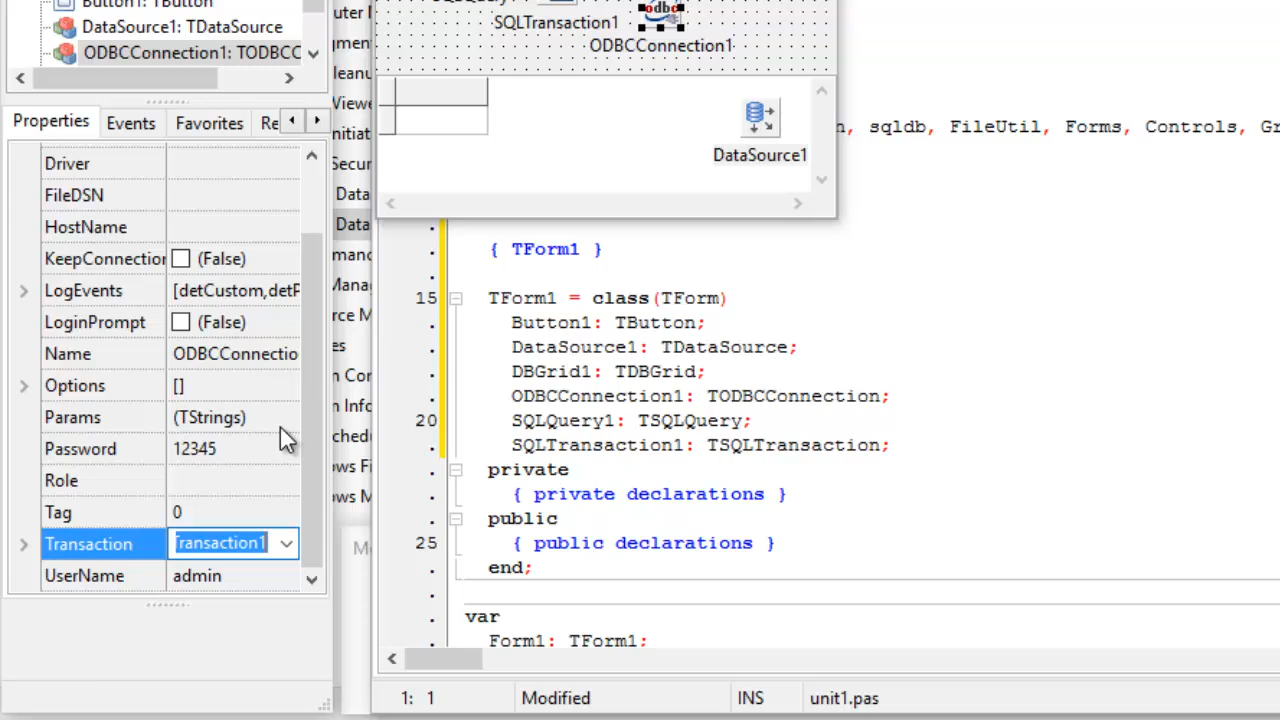 Button1: TButton
DataSource1: TDataSource
ODBCConnection1: TODBCC
Properties
Events
Favorites
Re
Driver
FileDSN
HostName
KeepConnection (False)
LogEvents [detCustom,detP
LoginPrompt (False)
Name ODBCConnectio
Options []
Params (TStrings)
Password 12345
Role
Tag 0
Transaction Transaction1
UserName admin
SQLTransaction1
odbc
ODBCConnection1
DataSource1
n, sqldb, FileUtil, Forms, Controls, Gr
{ TForm1 }
15 TForm1 = class(TForm)
Button1: TButton;
DataSource1: TDataSource;
DBGrid1: TDBGrid;
ODBCConnection1: TODBCConnection;
20 SQLQuery1: TSQLQuery;
SQLTransaction1: TSQLTransaction;
private
{ private declarations }
public
25 { public declarations }
end;
var
Form1: TForm1;
1: 1 Modified INS unit1.pas